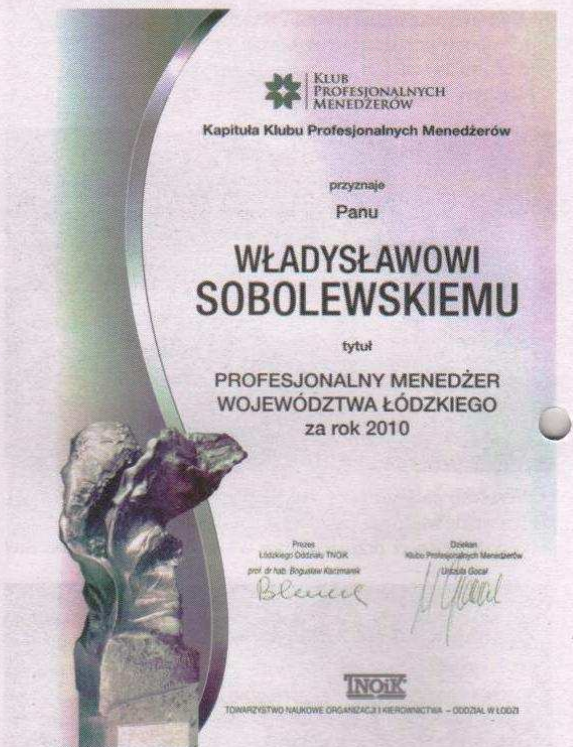 KLUB
PROFESJONALNYCH
MENEDŻERÓW
Kapituła Klubu Profesjonalnych Menedżerów
przyznaje
Panu
WŁADYSŁAWOWI
SOBOLEWSKIEMU
tytuł
PROFESJONALNY MENEDŻER
WOJEWÓDZTWA ŁÓDZKIEGO
za rok 2010
Prezes
Łódzkiego Oddziału TNOiK
prof. dr hab. Bogusław Kaczmarek
Dziekan
Klubu Profesjonalnych Menedżerów
Urszula Gocał
TNOiK
TOWARZYSTWO NAUKOWE ORGANIZACJI I KIEROWNICTWA – ODDZIAŁ W ŁODZI